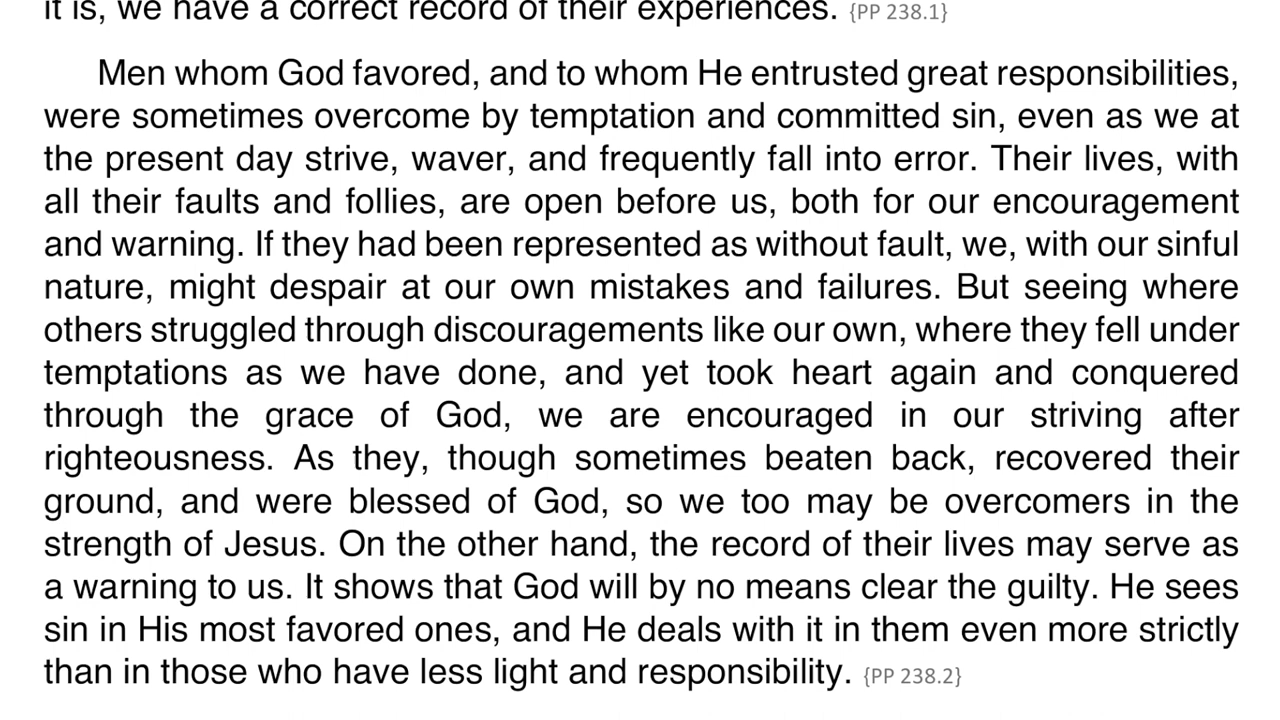 it is, we have a correct record of their experiences. {PP 238.1}
Men whom God favored, and to whom He entrusted great responsibilities,
were sometimes overcome by temptation and committed sin, even as we at
the present day strive, waver, and frequently fall into error. Their lives, with
all their faults and follies, are open before us, both for our encouragement
and warning. If they had been represented as without fault, we, with our sinful
nature, might despair at our own mistakes and failures. But seeing where
others struggled through discouragements like our own, where they fell under
temptations as we have done, and yet took heart again and conquered
through the grace of God, we are encouraged in our striving after
righteousness. As they, though sometimes beaten back, recovered their
ground, and were blessed of God, so we too may be overcomers in the
strength of Jesus. On the other hand, the record of their lives may serve as
a warning to us. It shows that God will by no means clear the guilty. He sees
sin in His most favored ones, and He deals with it in them even more strictly
than in those who have less light and responsibility. {PP 238.2}